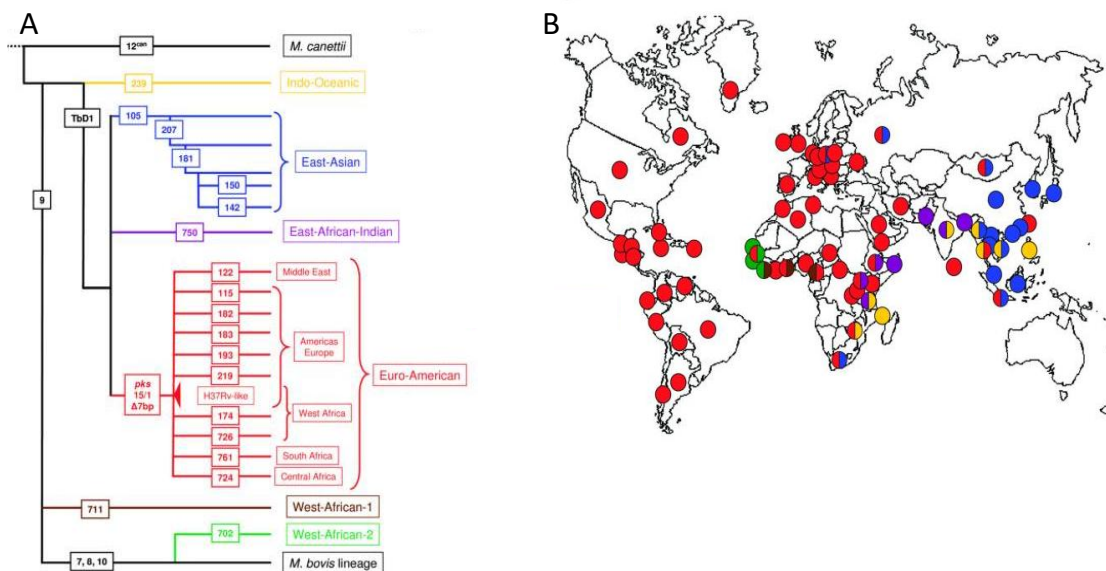 A
B
12ᶜᵃⁿ
M. canettii
239
Indo-Oceanic
TbD1
105
207
181
150
142
East-Asian
9
750
East-African-Indian
122
Middle East
115
182
183
193
219
Americas
Europe
pks
15/1
Δ7bp
H37Rv-like
Euro-American
174
726
West Africa
761
South Africa
724
Central Africa
711
West-African-1
702
West-African-2
7, 8, 10
M. bovis lineage